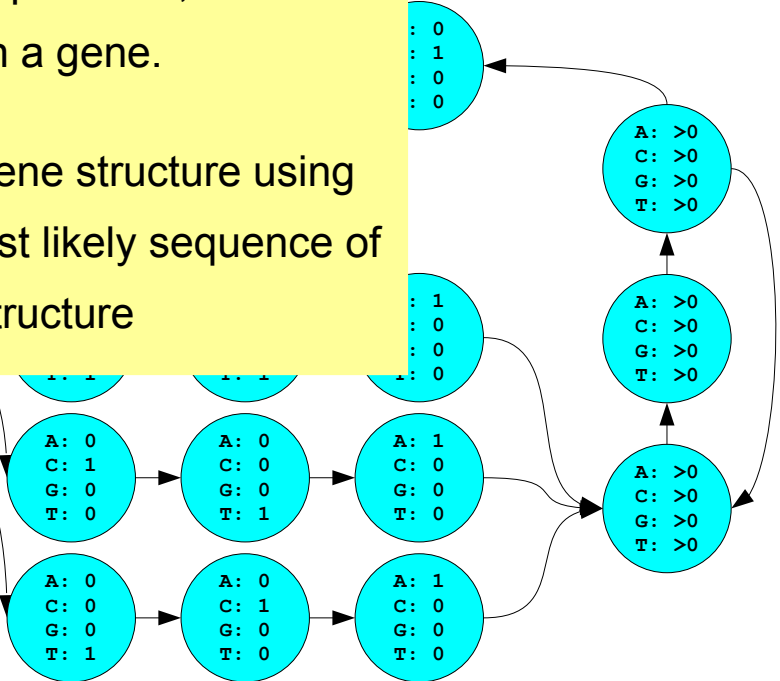 n a gene.
ene structure using
st likely sequence of
tructure
: 0
: 1
: 0
: 0
A: >0
C: >0
G: >0
T: >0
: 1
: 0
: 0
: 0
A: >0
C: >0
G: >0
T: >0
A: 0
C: 1
G: 0
T: 0
A: 0
C: 0
G: 0
T: 1
A: 1
C: 0
G: 0
T: 0
A: >0
C: >0
G: >0
T: >0
A: 0
C: 0
G: 0
T: 1
A: 0
C: 1
G: 0
T: 0
A: 1
C: 0
G: 0
T: 0